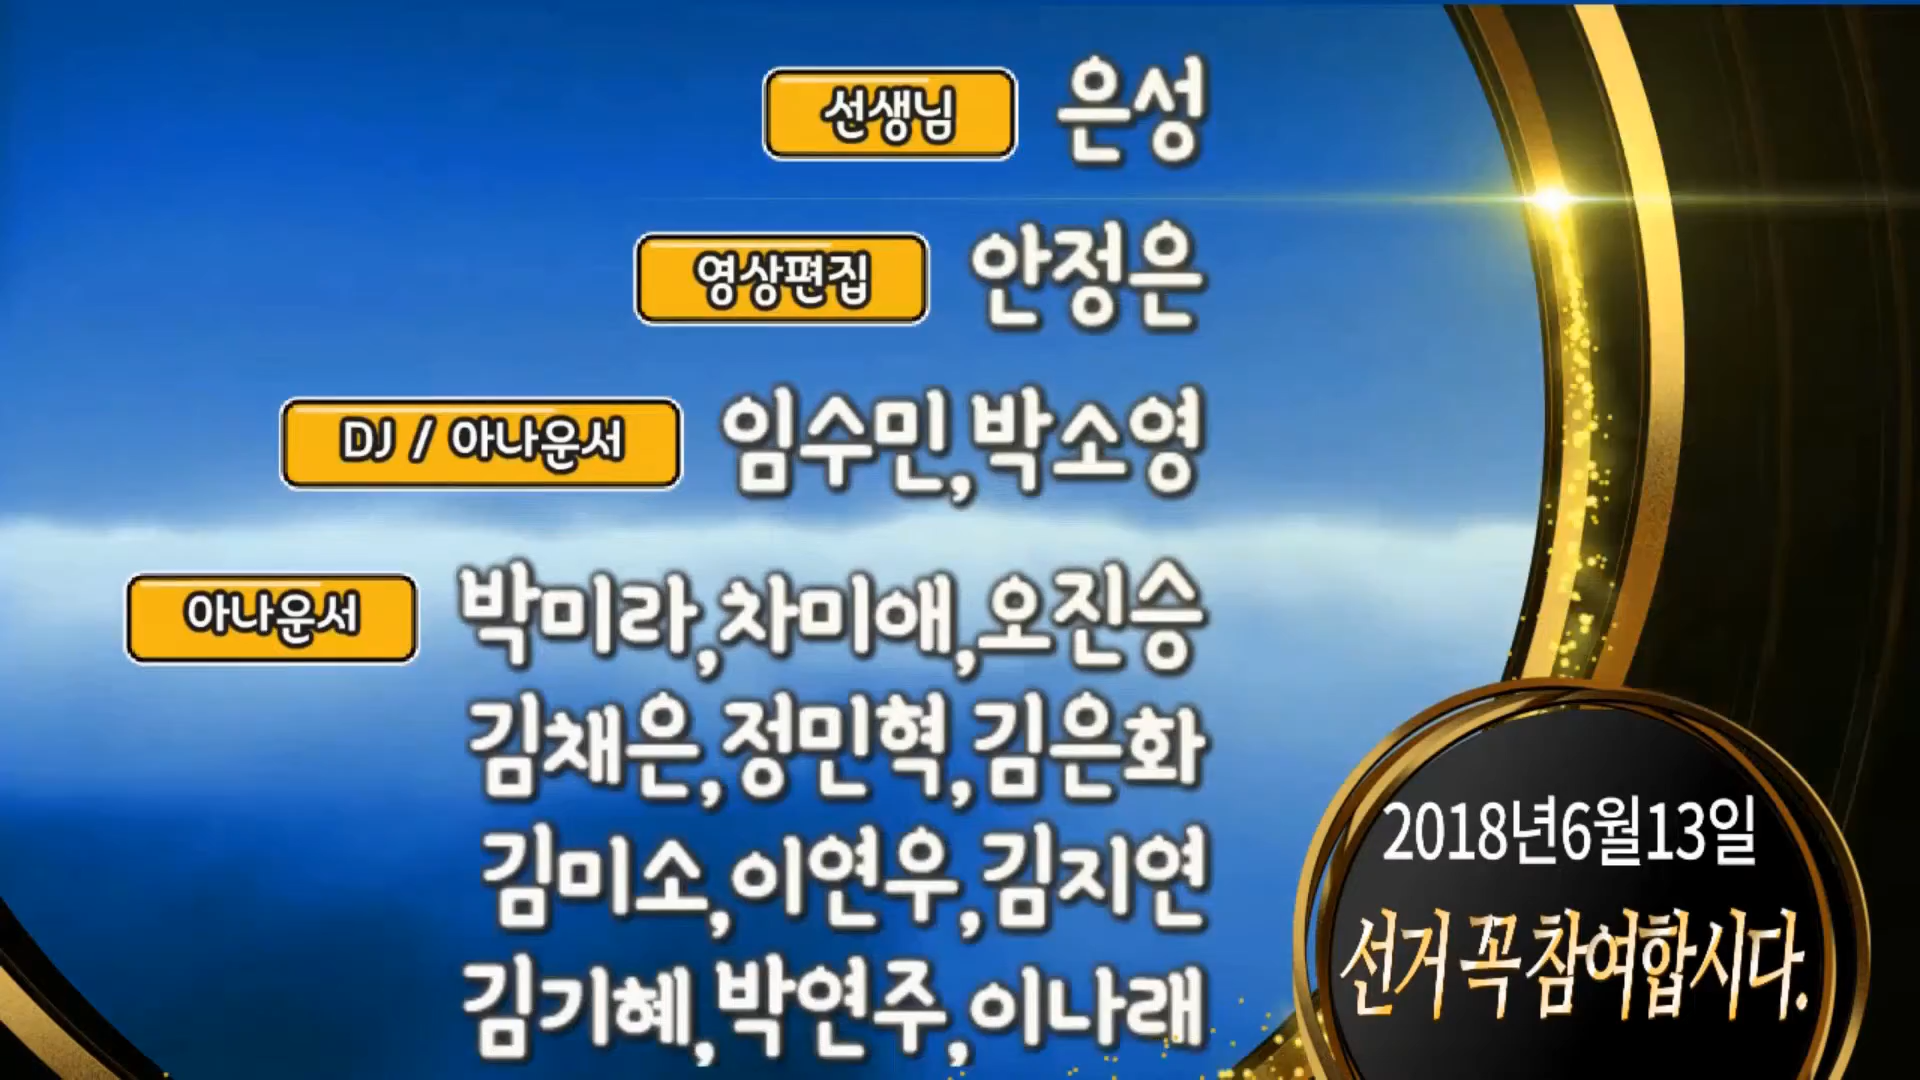 선생님 은성
영상편집 안정은
DJ / 아나운서 임수민,박소영
아나운서 박미라,차미애,오진승
김채은,정민혁,김은화
김미소,이연우,김지연
김기혜,박연주,이나래
2018년6월13일
선거 꼭 참여합시다.